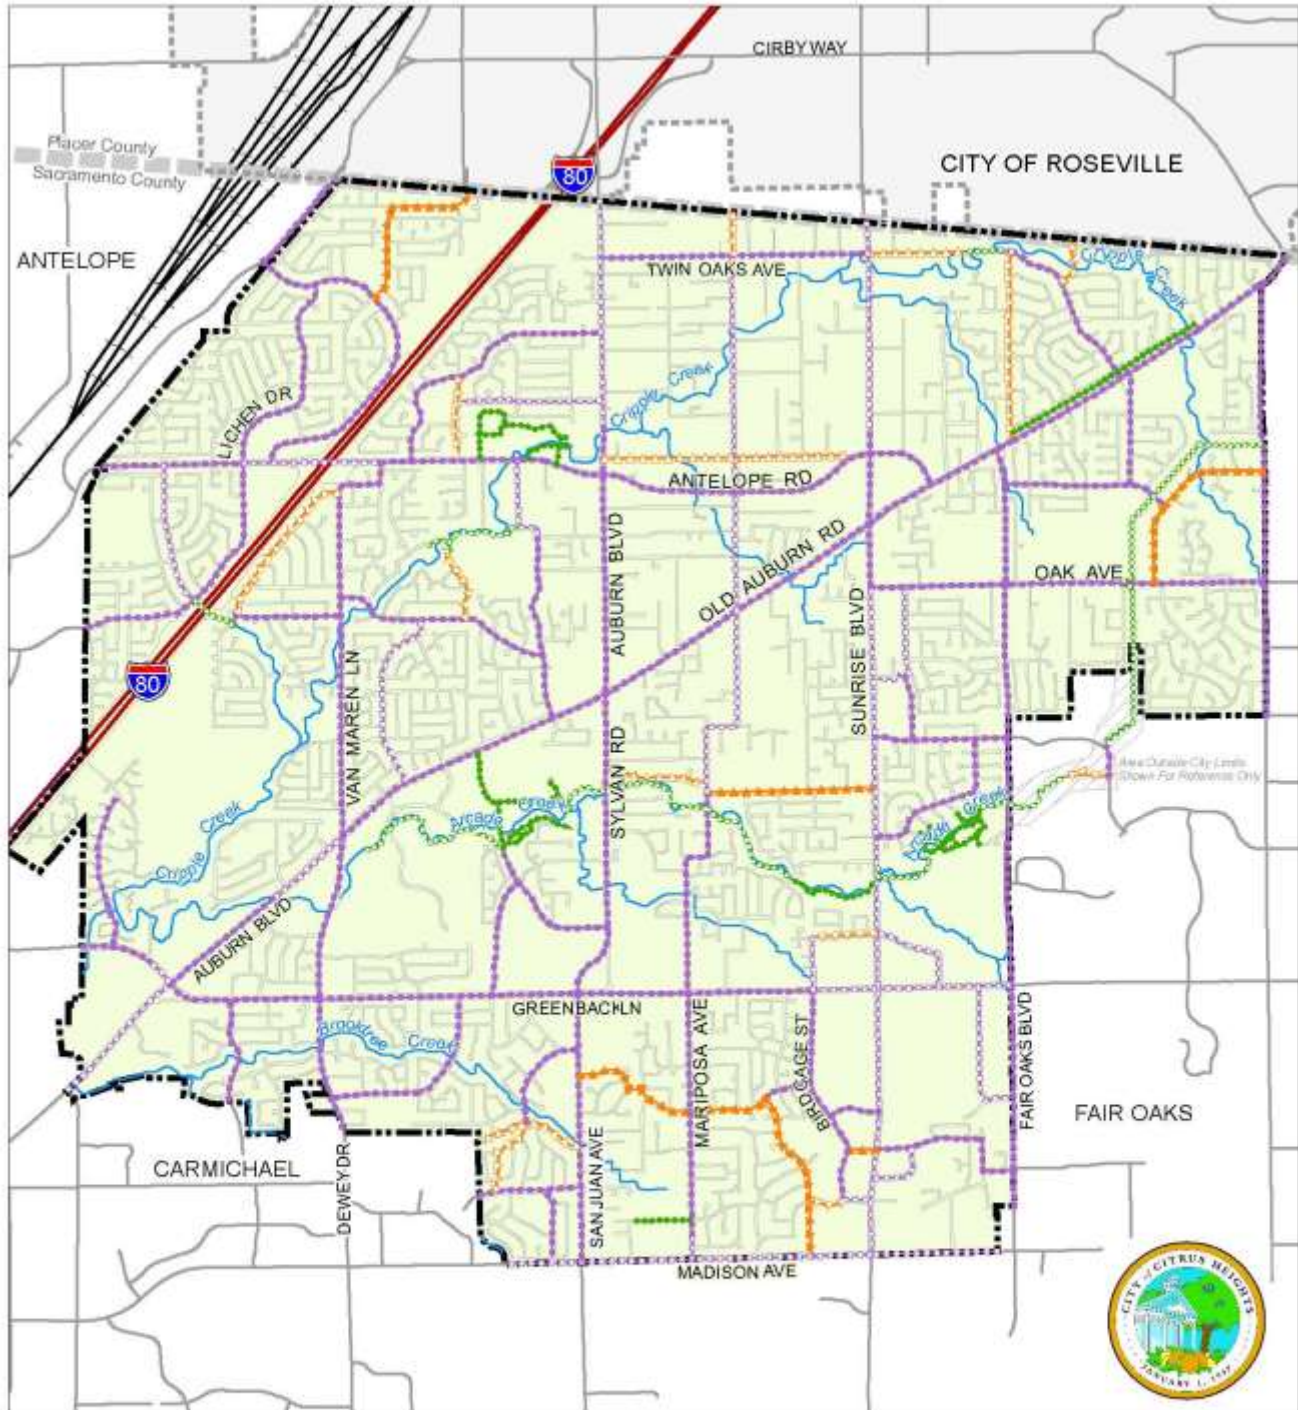 CIRBY WAY
Placer County
Sacramento County
80
CITY OF ROSEVILLE
ANTELOPE
TWIN OAKS AVE
Cripple Creek
LICHEN DR
Cripple Creek
ANTELOPE RD
AUBURN BLVD
OLD AUBURN RD
OAK AVE
SUNRISE BLVD
80
VAN MAREN LN
SYLVAN RD
Area Outside City Limits
Shown For Reference Only
Arcade Creek
Arcade Creek
Cripple Creek
AUBURN BLVD
GREENBACK LN
Brooktree Creek
MARIPOSA AVE
BIRDCAGE ST
FAIR OAKS BLVD
FAIR OAKS
CARMICHAEL
DEWEY DR
SAN JUAN AVE
MADISON AVE
CITY of CITRUS HEIGHTS
JANUARY 1, 1997